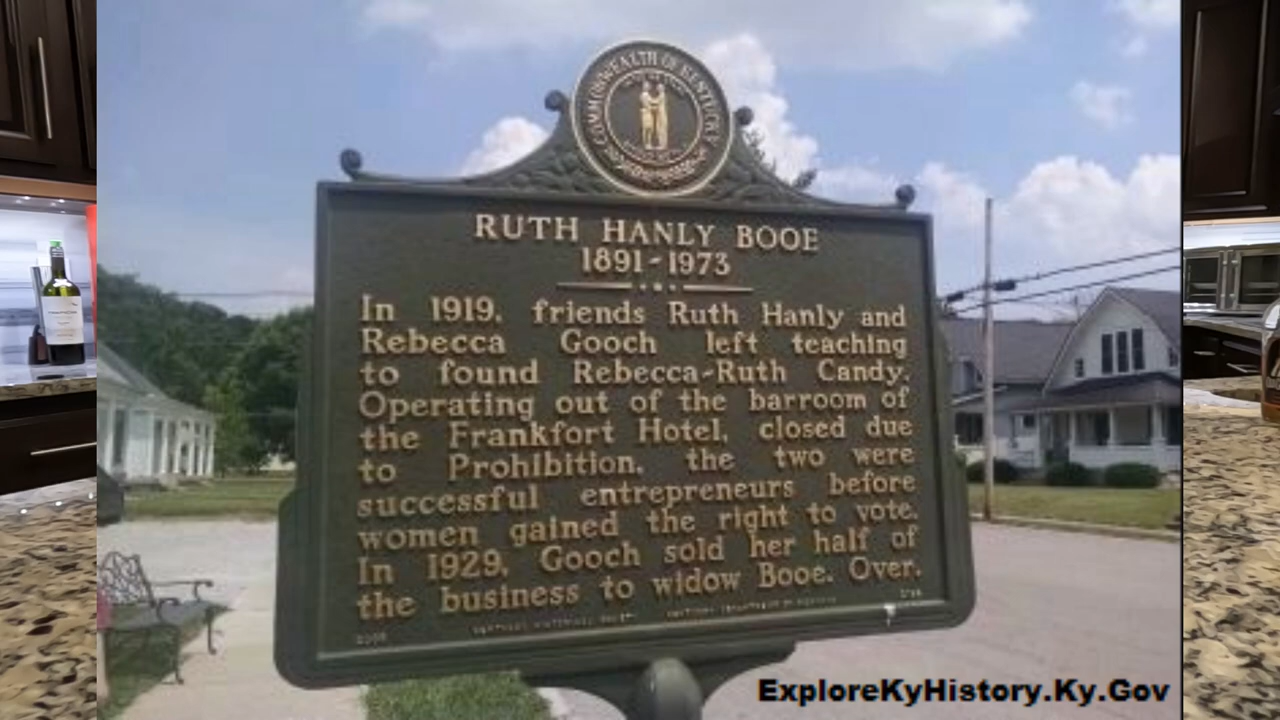 COMMONWEALTH OF KENTUCKY
RUTH HANLY BOOE
1891-1973
In 1919, friends Ruth Hanly and
Rebecca Gooch left teaching
to found Rebecca-Ruth Candy.
Operating out of the barroom of
the Frankfort Hotel, closed due
to Prohibition, the two were
successful entrepreneurs before
women gained the right to vote.
In 1929, Gooch sold her half of
the business to widow Booe. Over.
ExploreKyHistory.Ky.Gov